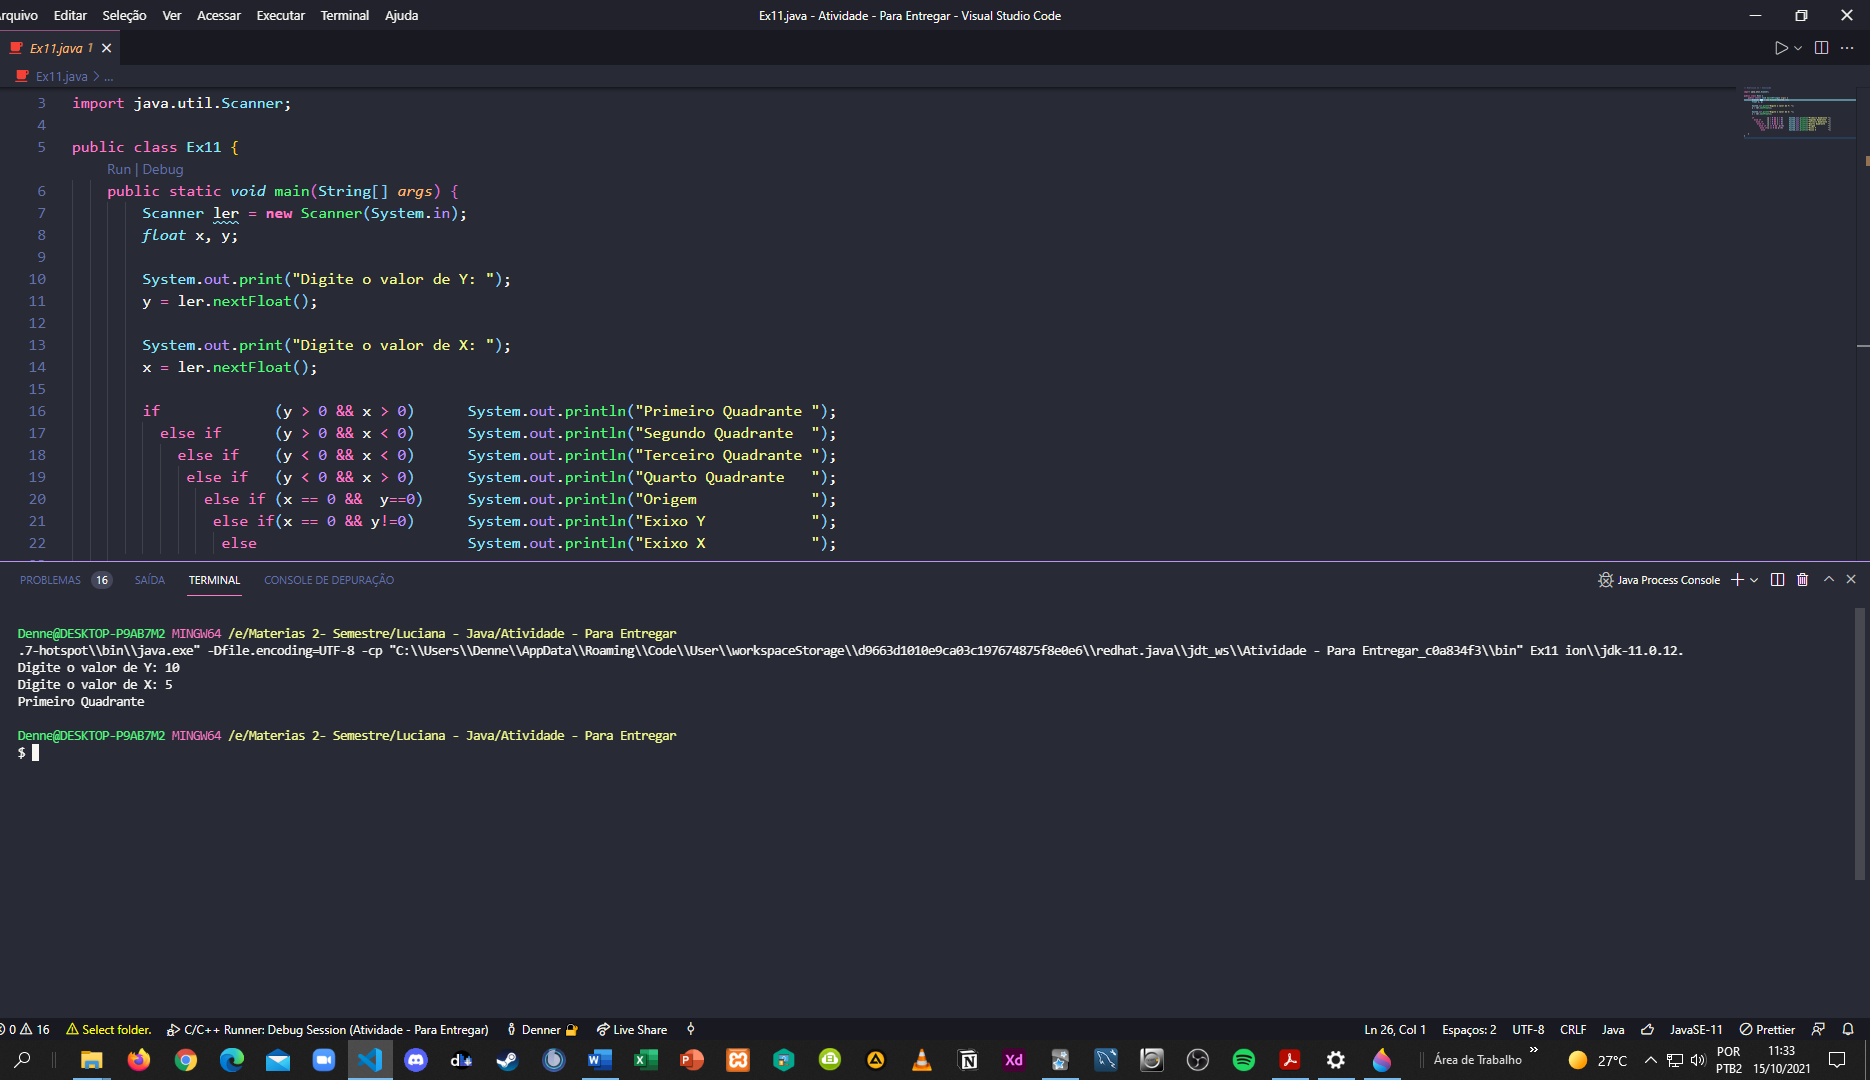 rquivo Editar Seleção Ver Acessar Executar Terminal Ajuda Ex11.java - Atividade - Para Entregar - Visual Studio Code
Ex11.java 1
Ex11.java > ...
3 import java.util.Scanner;
4
5 public class Ex11 {
Run | Debug
6 public static void main(String[] args) {
7 Scanner ler = new Scanner(System.in);
8 float x, y;
9
10 System.out.print("Digite o valor de Y: ");
11 y = ler.nextFloat();
12
13 System.out.print("Digite o valor de X: ");
14 x = ler.nextFloat();
15
16 if (y > 0 && x > 0) System.out.println("Primeiro Quadrante ");
17 else if (y > 0 && x < 0) System.out.println("Segundo Quadrante  ");
18 else if (y < 0 && x < 0) System.out.println("Terceiro Quadrante ");
19 else if (y < 0 && x > 0) System.out.println("Quarto Quadrante   ");
20 else if (x == 0 &&  y==0) System.out.println("Origem             ");
21 else if(x == 0 && y!=0) System.out.println("Exixo Y            ");
22 else System.out.println("Exixo X            ");
PROBLEMAS 16 SAÍDA TERMINAL CONSOLE DE DEPURAÇÃO Java Process Console
Denne@DESKTOP-P9AB7M2 MINGW64 /e/Materias 2- Semestre/Luciana - Java/Atividade - Para Entregar
.7-hotspot\\bin\\java.exe" -Dfile.encoding=UTF-8 -cp "C:\\Users\\Denne\\AppData\\Roaming\\Code\\User\\workspaceStorage\\d9663d1010e9ca03c197674875f8e0e6\\redhat.java\\jdt_ws\\Atividade - Para Entregar_c0a834f3\\bin" Ex11 ion\\jdk-11.0.12.
Digite o valor de Y: 10
Digite o valor de X: 5
Primeiro Quadrante
Denne@DESKTOP-P9AB7M2 MINGW64 /e/Materias 2- Semestre/Luciana - Java/Atividade - Para Entregar
$
0 16 Select folder. C/C++ Runner: Debug Session (Atividade - Para Entregar) Denner Live Share Ln 26, Col 1 Espaços: 2 UTF-8 CRLF Java JavaSE-11 Prettier
Xd Área de Trabalho 27°C POR 11:33
PTB2 15/10/2021